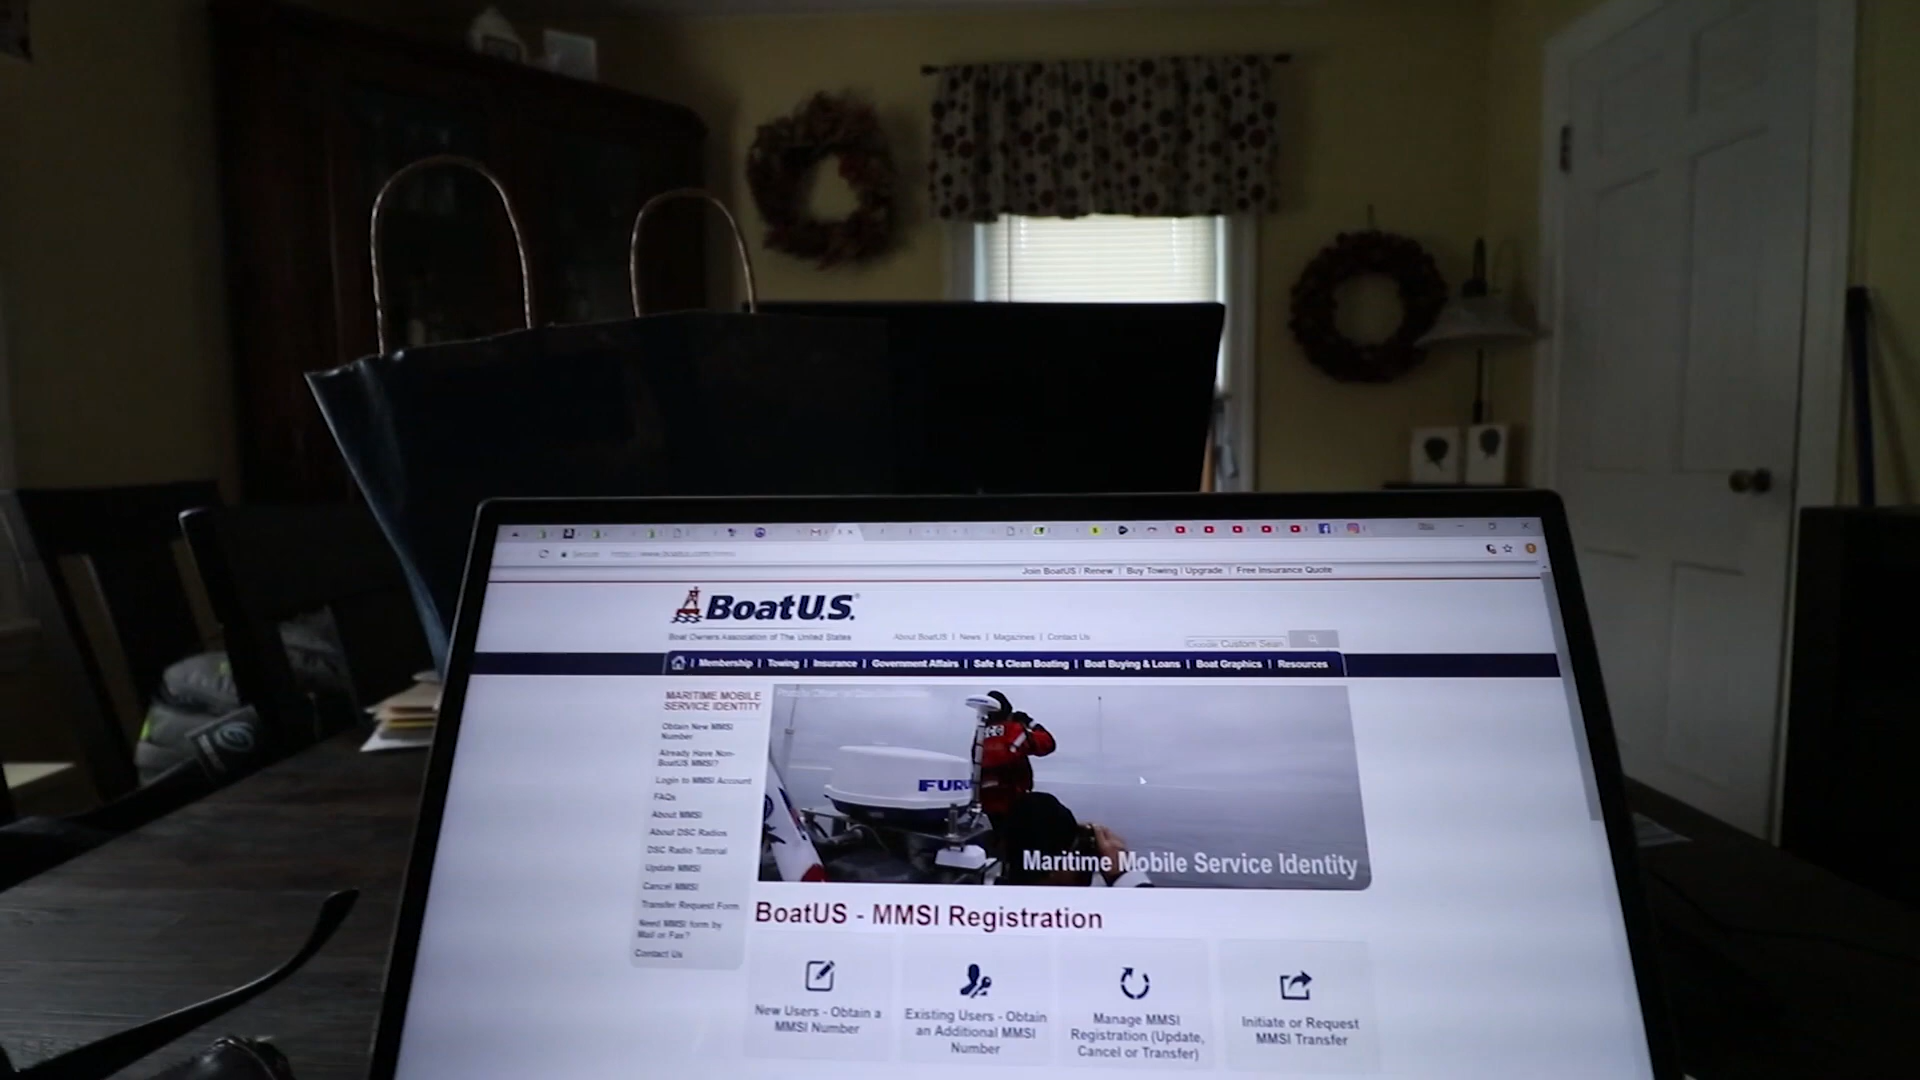 Secure
Join BoatUS / Renew | Buy Towing | Upgrade | Free Insurance Quote
BoatU.S.
Boat Owners Association of The United States
About BoatUS | News | Magazines | Contact Us
Google Custom Sear
Membership | Towing | Insurance | Government Affairs | Safe & Clean Boating | Boat Buying & Loans | Boat Graphics | Resources
MARITIME MOBILE
SERVICE IDENTITY
Obtain New MMSI
Number
Already Have Non-
BoatUS MMSI?
Login to MMSI Account
FAQs
About MMSI
About DSC Radios
DSC Radio Tutorial
Update MMSI
Cancel MMSI
Transfer Request Form
Need MMSI form by
Mail or Fax?
Contact Us
FURU
Maritime Mobile Service Identity
BoatUS - MMSI Registration
New Users - Obtain a
MMSI Number
Existing Users - Obtain
an Additional MMSI
Number
Manage MMSI
Registration (Update,
Cancel or Transfer)
Initiate or Request
MMSI Transfer